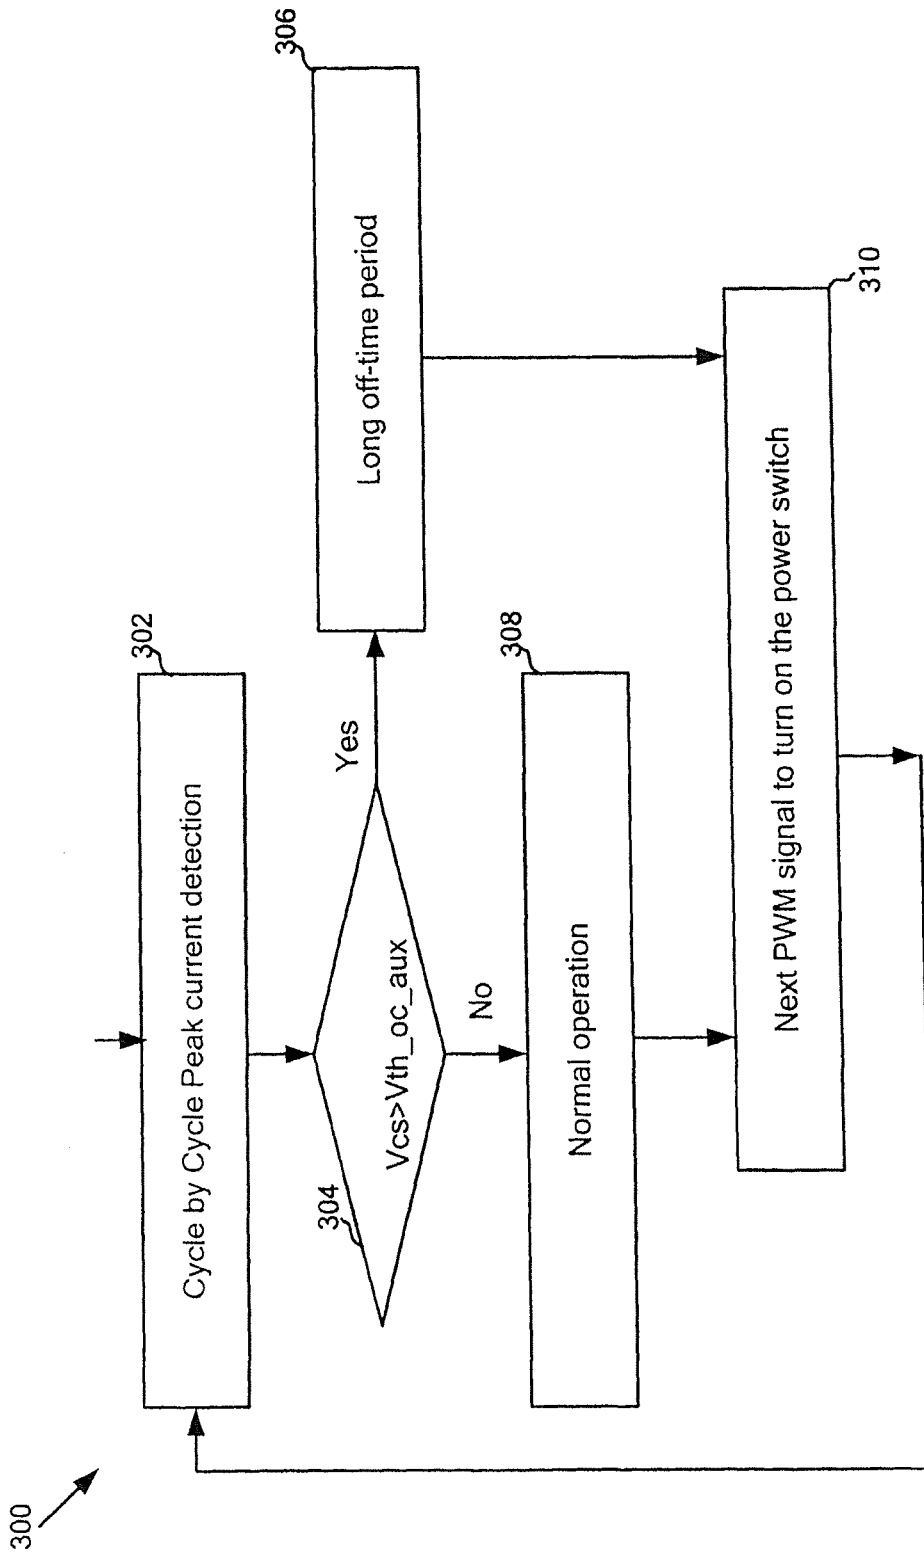 300
302
Cycle by Cycle Peak current detection
304
Vcs>Vth_oc_aux
Yes
306
Long off-time period
No
308
Normal operation
310
Next PWM signal to turn on the power switch